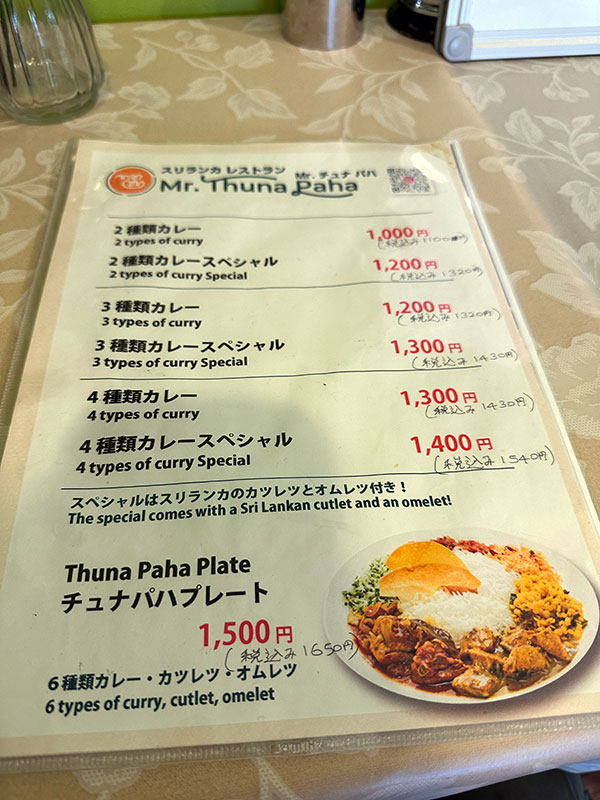 スリランカ レストラン Mr. チュナ パハ
Mr. Thuna Paha
2種類カレー 1,000円
2 types of curry (税込み1100円)
2種類カレースペシャル 1,200円
2 types of curry Special (税込み1320円)
3種類カレー 1,200円
3 types of curry (税込み1320円)
3種類カレースペシャル 1,300円
3 types of curry Special (税込み1430円)
4種類カレー 1,300円
4 types of curry (税込み1430円)
4種類カレースペシャル 1,400円
4 types of curry Special (税込み1540円)
スペシャルはスリランカのカツレツとオムレツ付き！
The special comes with a Sri Lankan cutlet and an omelet!
Thuna Paha Plate
チュナパハプレート
1,500円
(税込み1650円)
6種類カレー・カツレツ・オムレツ
6 types of curry, cutlet, omelet